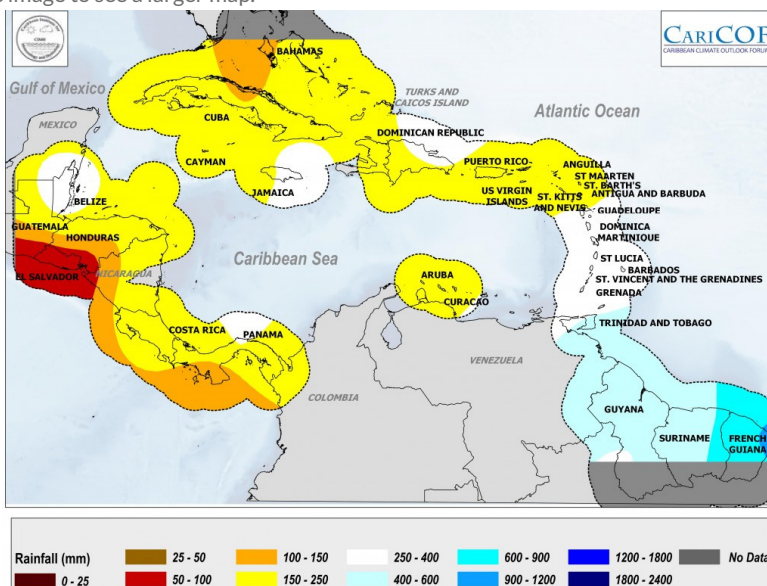 image to see a larger map.
CARICOF
CARIBBEAN CLIMATE OUTLOOK FORUM
BAHAMAS
Gulf of Mexico
TURKS AND
CAICOS ISLAND
Atlantic Ocean
MEXICO
CUBA
DOMINICAN REPUBLIC
CAYMAN
PUERTO RICO
ANGUILLA
ST MAARTEN
ST. BARTH'S
JAMAICA
US VIRGIN
ISLANDS
ST. KITTS
AND NEVIS
ANTIGUA AND BARBUDA
BELIZE
GUADELOUPE
GUATEMALA
HONDURAS
DOMINICA
MARTINIQUE
Caribbean Sea
ST LUCIA
EL SALVADOR
NICARAGUA
ARUBA
BARBADOS
ST. VINCENT AND THE GRENADINES
CURACAO
GRENADA
COSTA RICA
PANAMA
TRINIDAD AND TOBAGO
VENEZUELA
COLOMBIA
GUYANA
SURINAME
FRENCH
GUIANA
Rainfall (mm)
0 - 25
25 - 50
50 - 100
100 - 150
150 - 250
250 - 400
400 - 600
600 - 900
900 - 1200
1200 - 1800
1800 - 2400
No Data